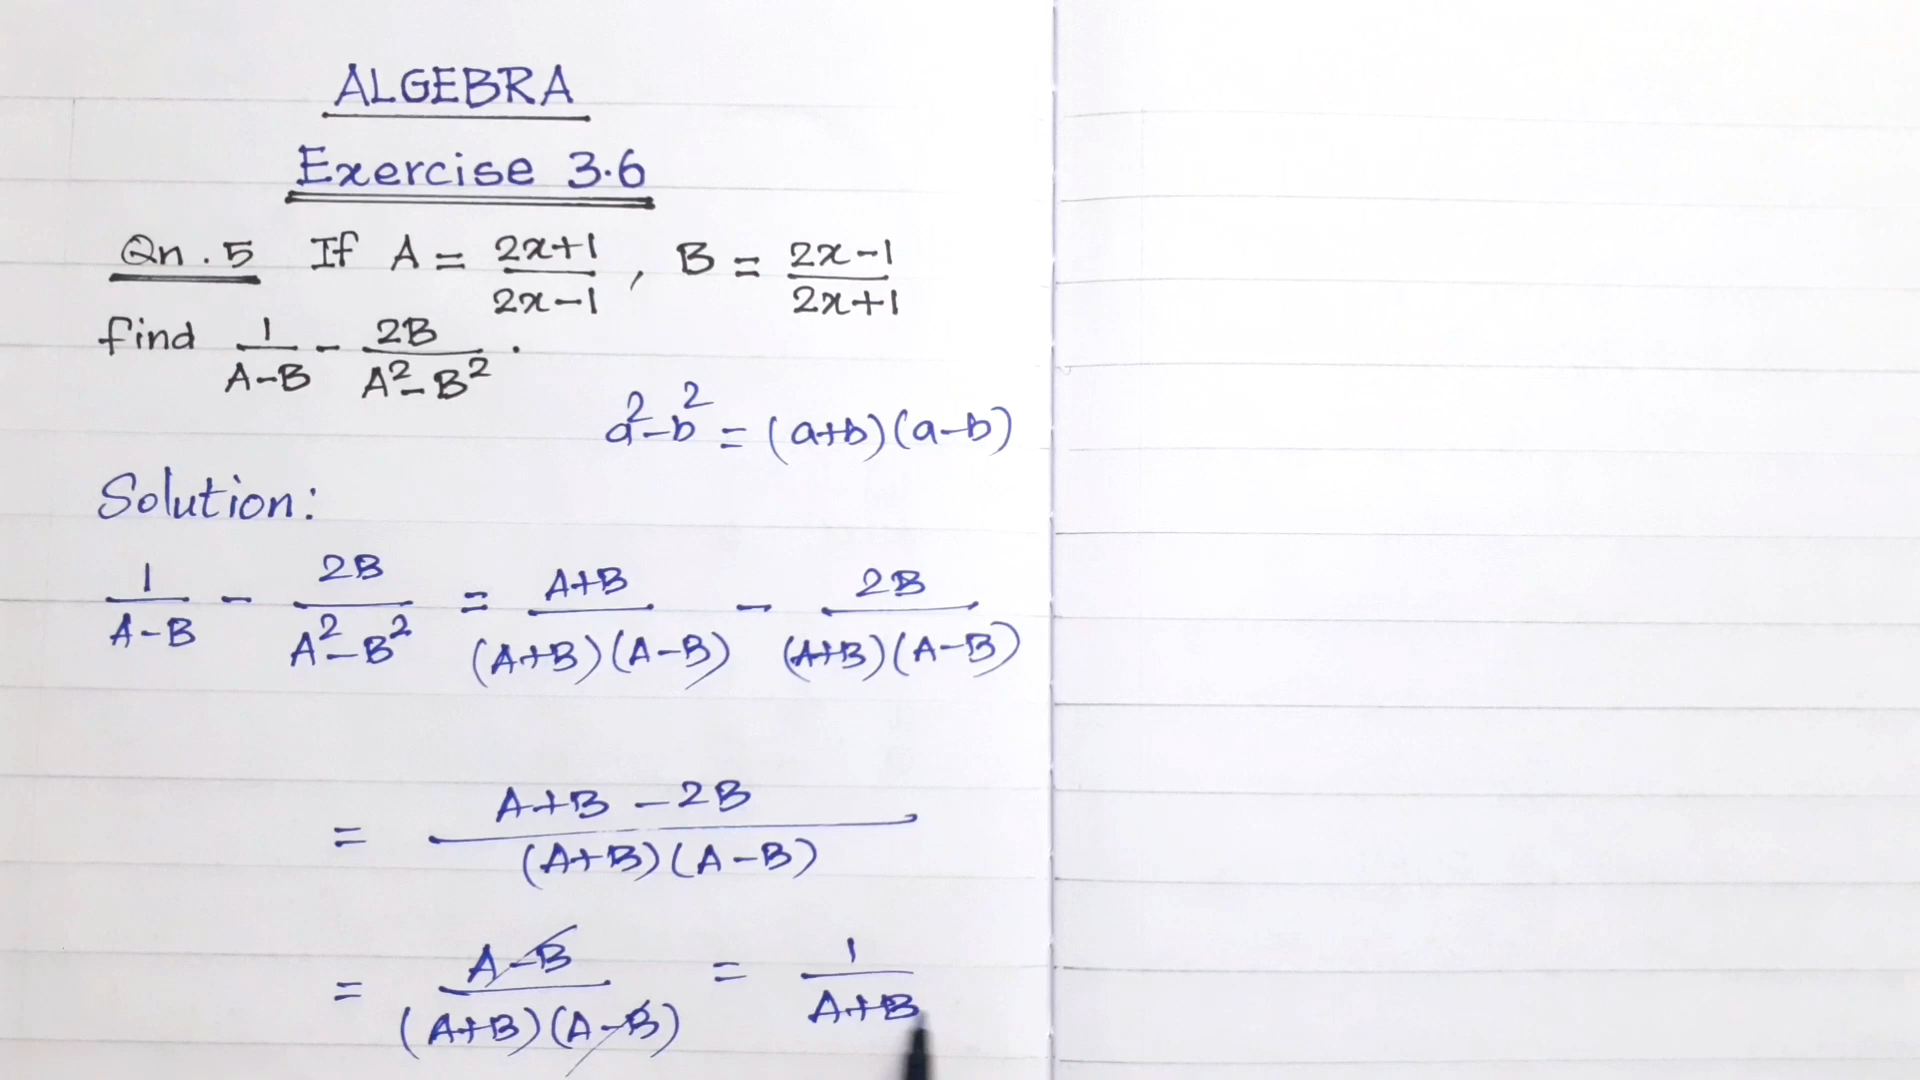 ALGEBRA
Exercise 3.6
Qn. 5 If A = (2x+1)/(2x-1), B = (2x-1)/(2x+1)
find 1/(A-B) - 2B/(A²-B²).
a²-b² = (a+b)(a-b)
Solution:
1/(A-B) - 2B/(A²-B²) = (A+B)/((A+B)(A-B)) - 2B/((A+B)(A-B))
= (A+B-2B)/((A+B)(A-B))
= (A-B)/((A+B)(A-B)) = 1/(A+B)